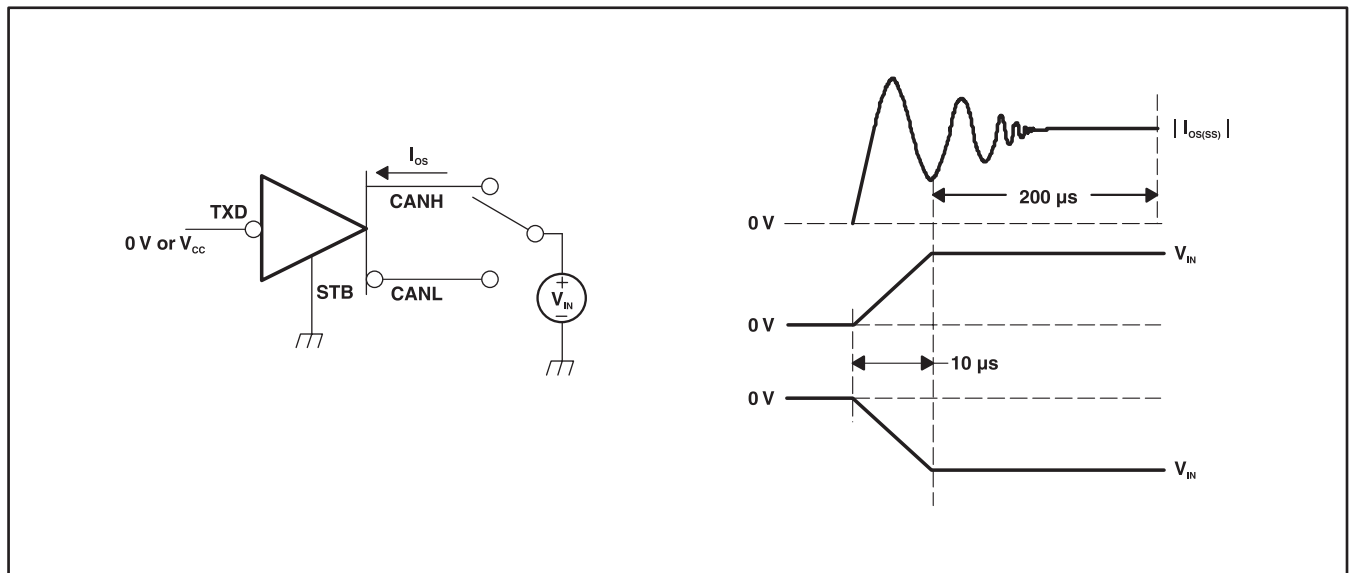 I_OS
CANH
TXD
0 V or V_CC
STB
CANL
+
V_IN
−
| I_OS(SS) |
200 µs
0 V
V_IN
0 V
10 µs
0 V
V_IN